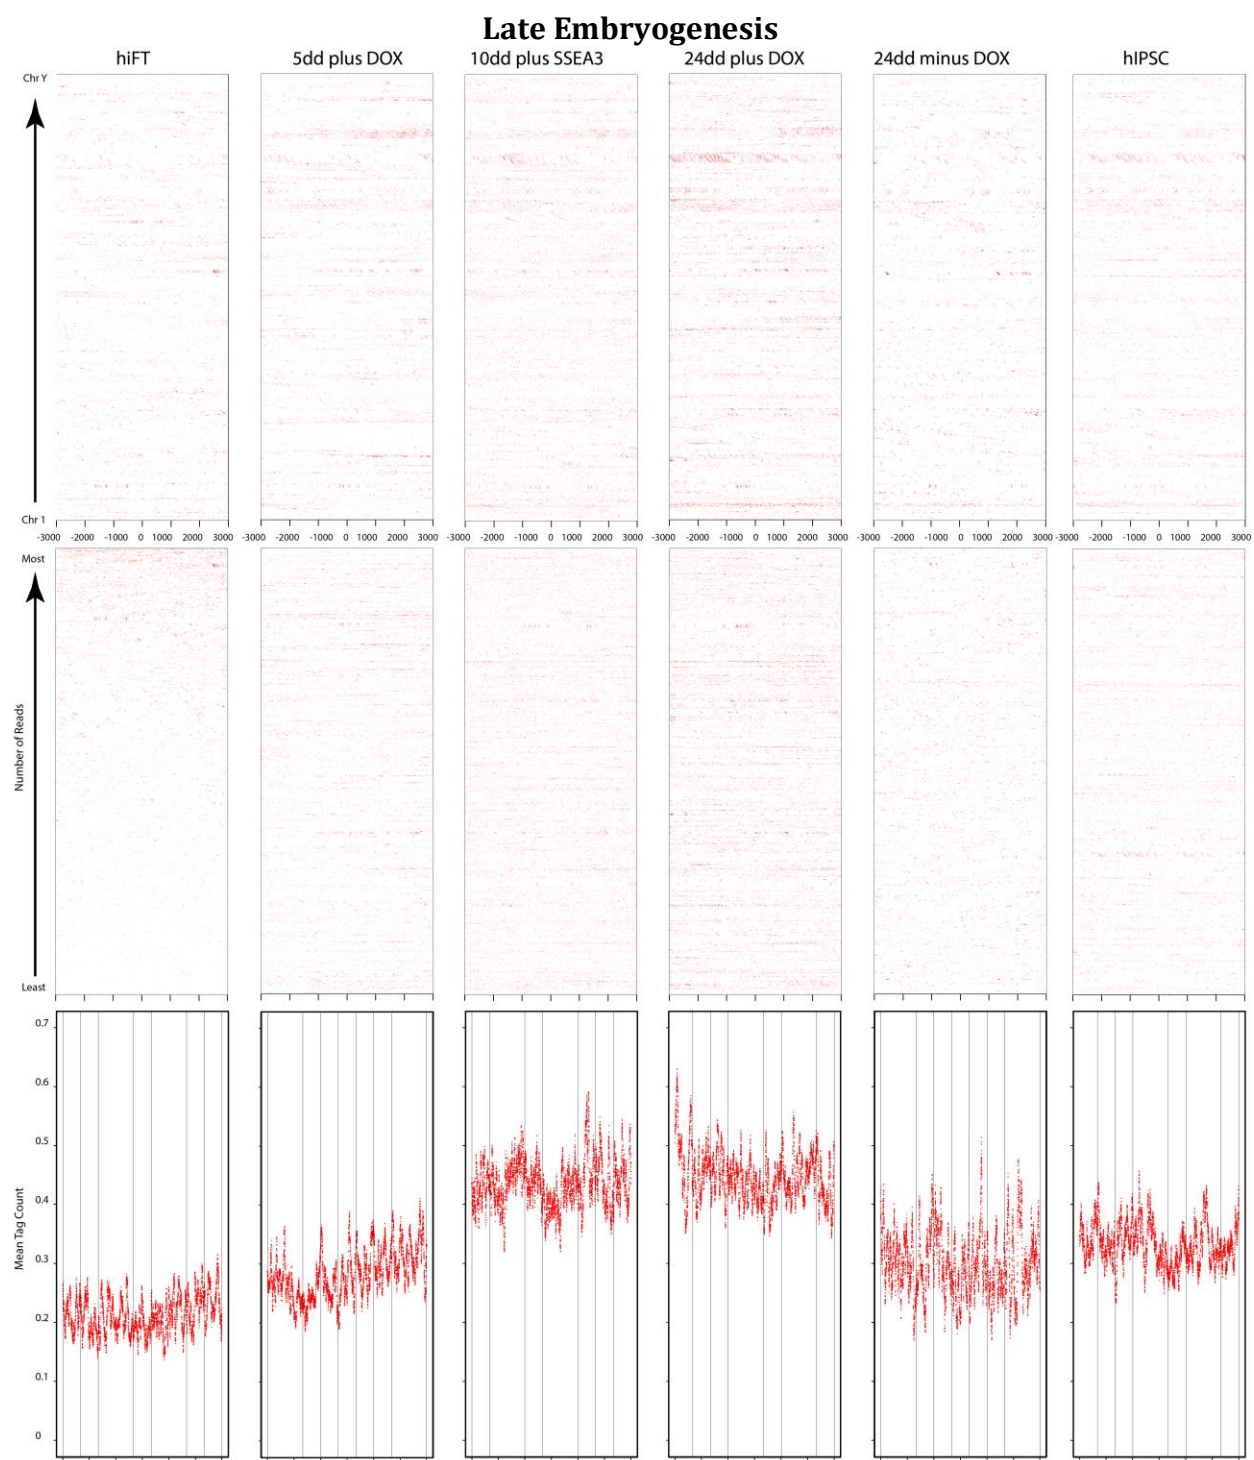 Late Embryogenesis
hiFT 5dd plus DOX 10dd plus SSEA3 24dd plus DOX 24dd minus DOX hIPSC
Chr Y
Chr 1
-3000 -2000 -1000 0 1000 2000 3000 -3000 -2000 -1000 0 1000 2000 3000 -3000 -2000 -1000 0 1000 2000 3000 -3000 -2000 -1000 0 1000 2000 3000 -3000 -2000 -1000 0 1000 2000 3000 -3000 -2000 -1000 0 1000 2000 3000
Most
Number of Reads
Least
0.7
0.6
0.5
0.4
Mean Tag Count
0.3
0.2
0.1
0